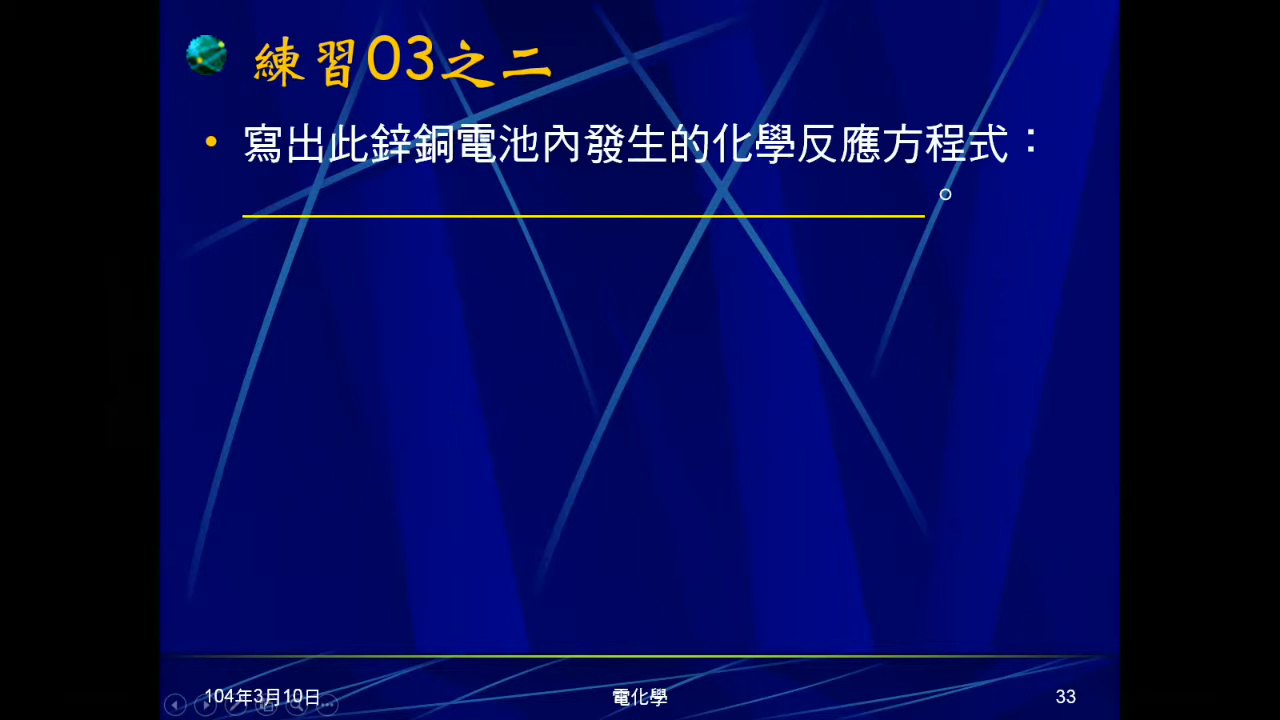 練習03之二
• 寫出此鋅銅電池內發生的化學反應方程式：
。
104年3月10日 電化學 33